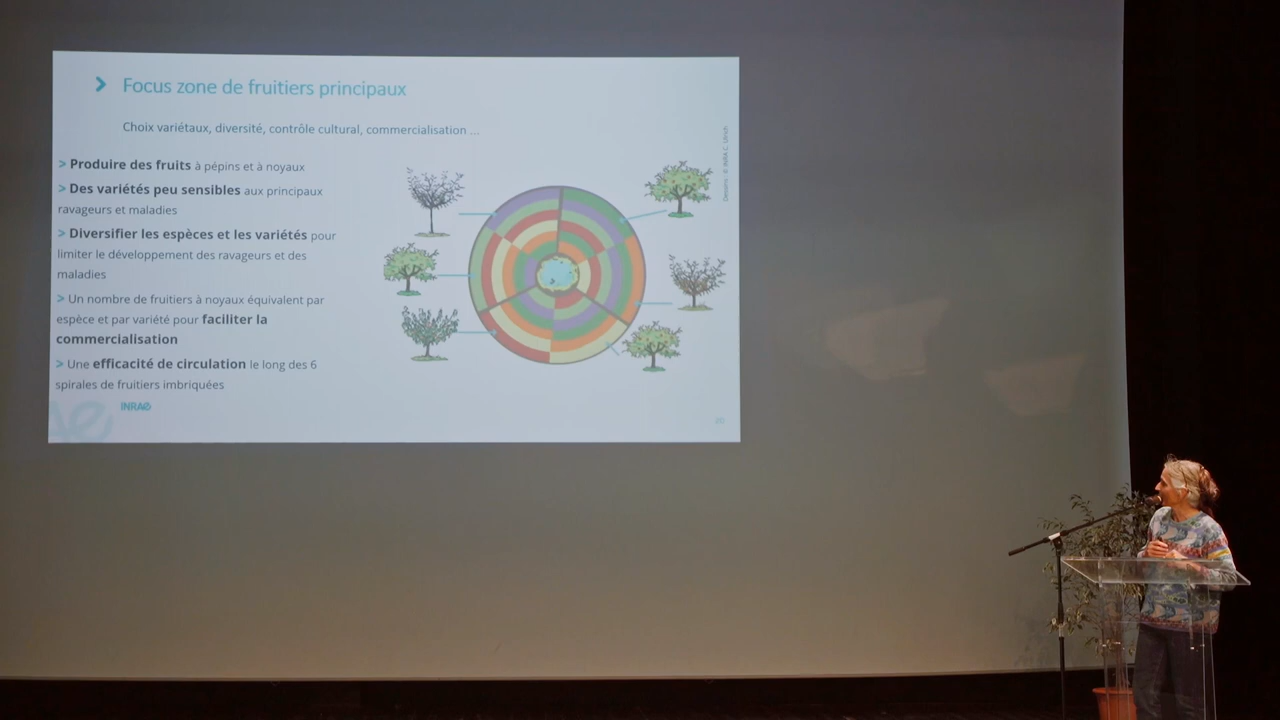 Focus zone de fruitiers principaux
Choix variétaux, diversité, contrôle cultural, commercialisation ...
> Produire des fruits à pépins et à noyaux
> Des variétés peu sensibles aux principaux
ravageurs et maladies
> Diversifier les espèces et les variétés pour
limiter le développement des ravageurs et des
maladies
> Un nombre de fruitiers à noyaux équivalent par
espèce et par variété pour faciliter la
commercialisation
> Une efficacité de circulation le long des 6
spirales de fruitiers imbriquées
INRAE
Dessins : © INRA C. Ulrich